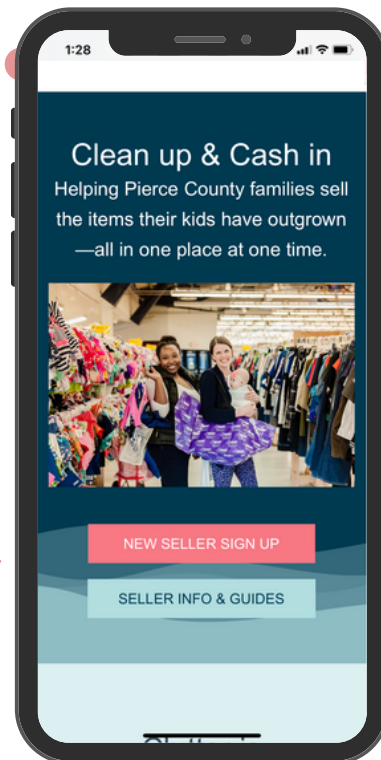 1:28
Clean up & Cash in
Helping Pierce County families sell
the items their kids have outgrown
—all in one place at one time.
NEW SELLER SIGN UP
SELLER INFO & GUIDES